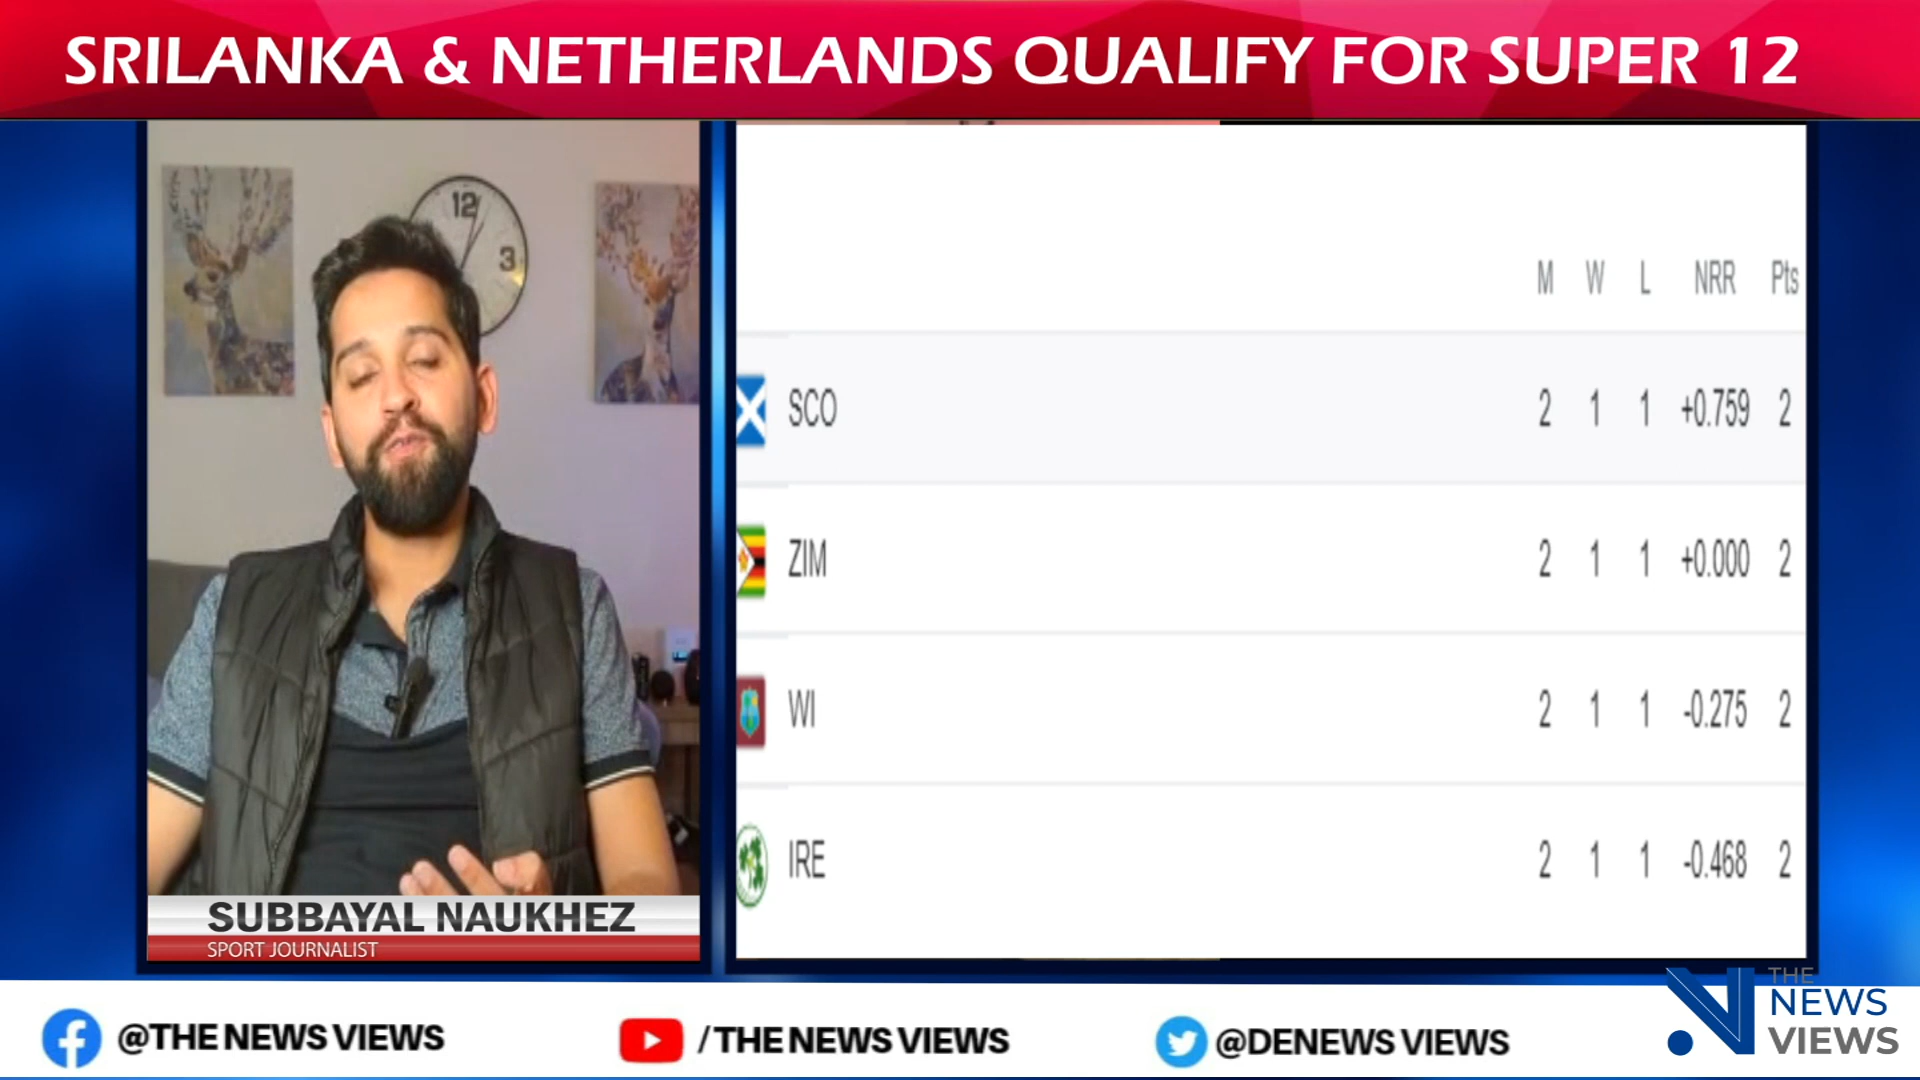 SRILANKA & NETHERLANDS QUALIFY FOR SUPER 12
12
3
M W L NRR Pts
SCO 2 1 1 +0.759 2
ZIM 2 1 1 +0.000 2
WI 2 1 1 -0.275 2
IRE 2 1 1 -0.468 2
SUBBAYAL NAUKHEZ
SPORT JOURNALIST
@THE NEWS VIEWS
/THE NEWS VIEWS
@DENEWS VIEWS
THE
NEWS
VIEWS